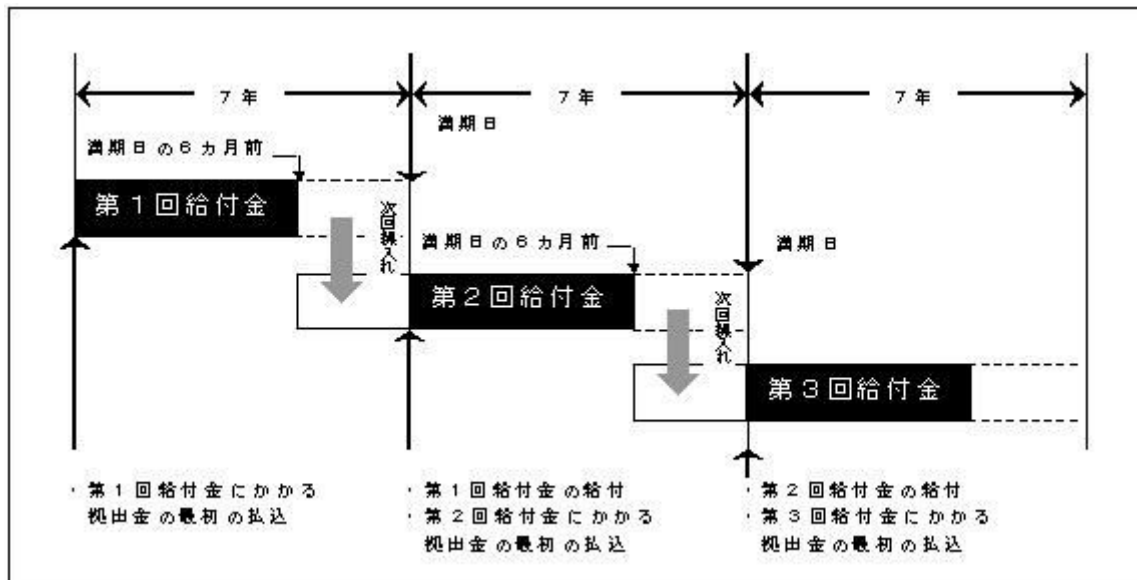 7年
7年
7年
満期日
満期日の6カ月前
第1回給付金
次回繰入れ
満期日の6カ月前
満期日
第2回給付金
次回繰入れ
第3回給付金
・第1回給付金にかかる
拠出金の最初の払込
・第1回給付金の給付
・第2回給付金にかかる
拠出金の最初の払込
・第2回給付金の給付
・第3回給付金にかかる
拠出金の最初の払込